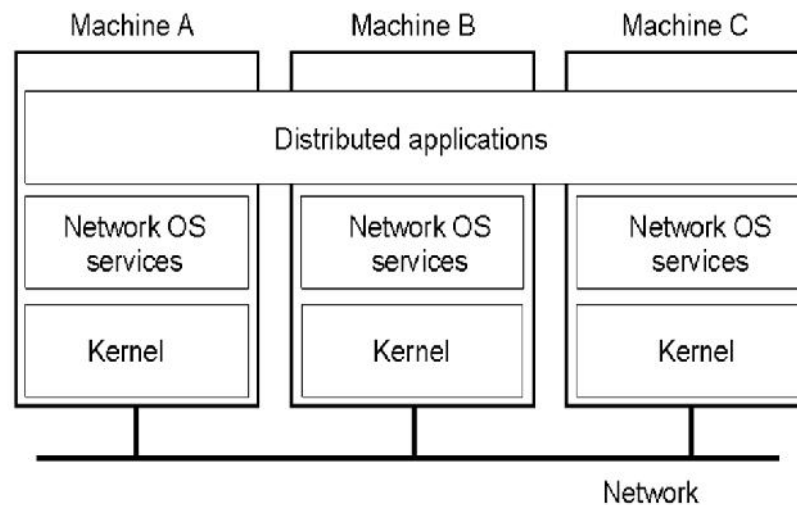 Machine A
Machine B
Machine C
Distributed applications
Network OS
services
Network OS
services
Network OS
services
Kernel
Kernel
Kernel
Network